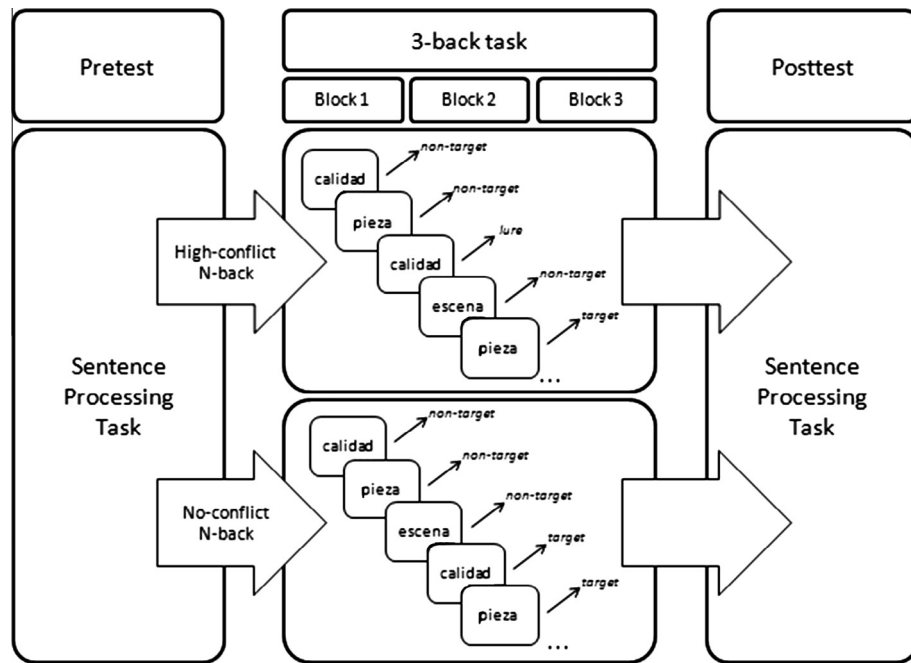 Pretest
3-back task
Posttest
Block 1
Block 2
Block 3
Sentence
Processing
Task
High-conflict
N-back
calidad
non-target
pieza
non-target
calidad
lure
escena
non-target
pieza
target
...
No-conflict
N-back
calidad
non-target
pieza
non-target
escena
non-target
calidad
target
pieza
target
...
Sentence
Processing
Task